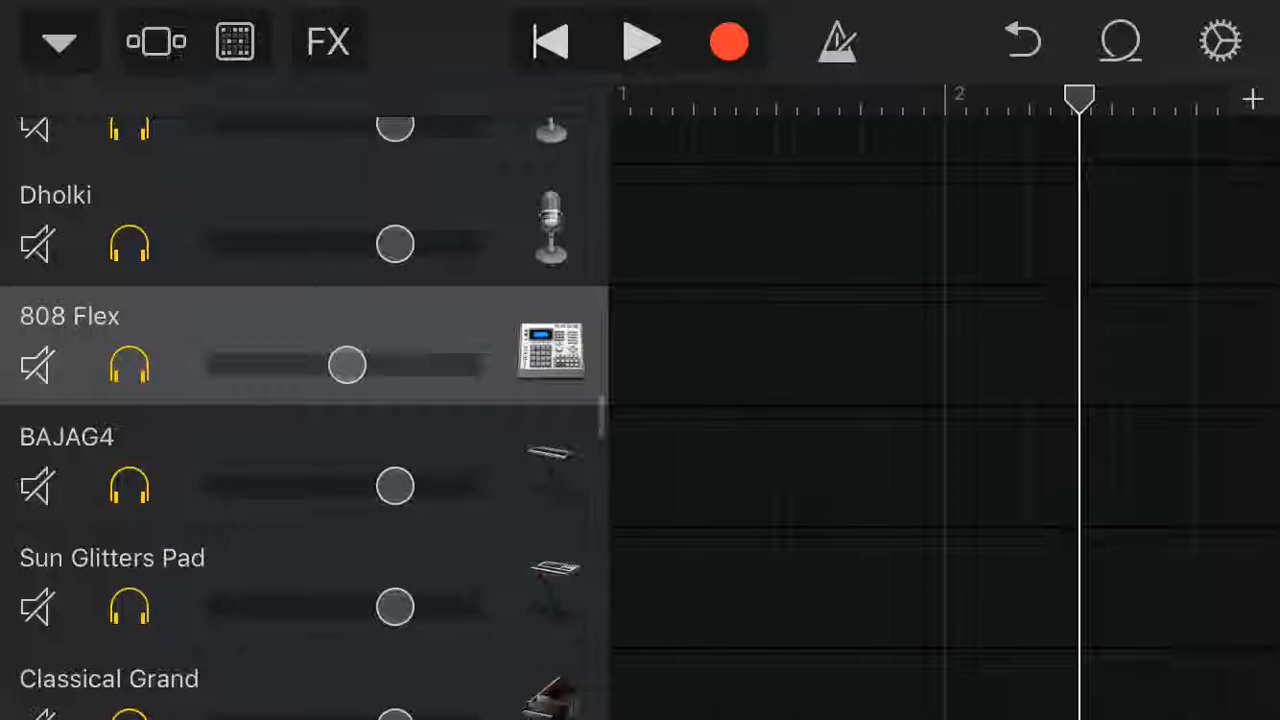 FX
1
2
Dholki
808 Flex
BAJAG4
Sun Glitters Pad
Classical Grand